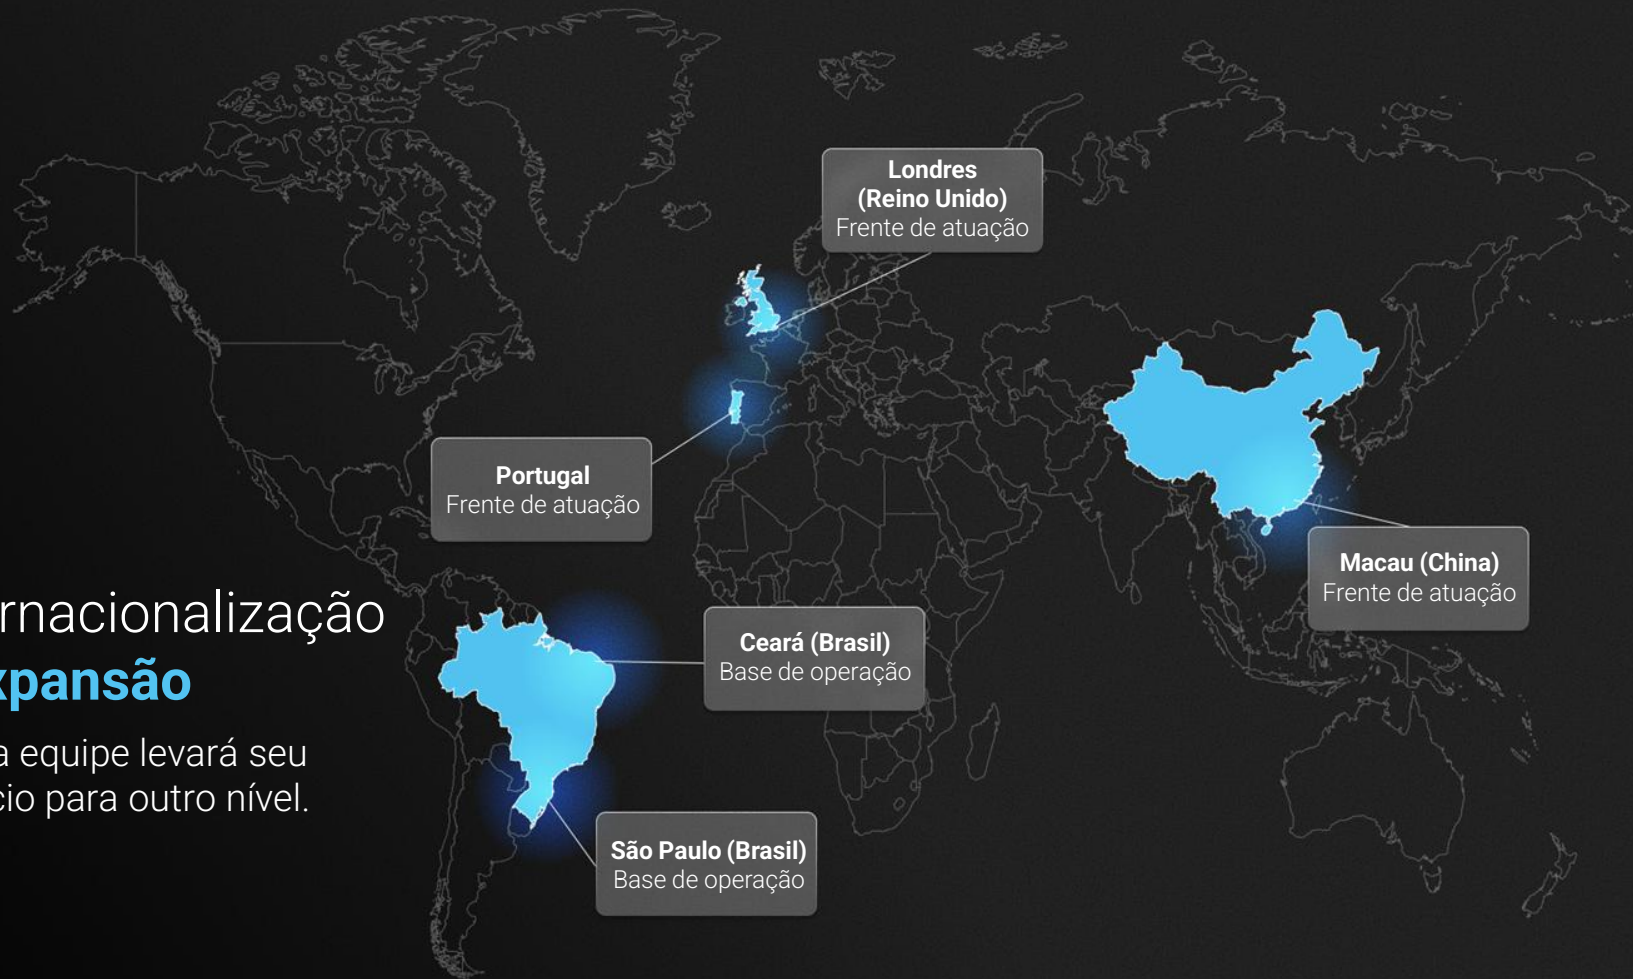 Londres
(Reino Unido)
Frente de atuação
Portugal
Frente de atuação
Macau (China)
Frente de atuação
Ceará (Brasil)
Base de operação
São Paulo (Brasil)
Base de operação
rnacionalização
xpansão
a equipe levará seu
cio para outro nível.